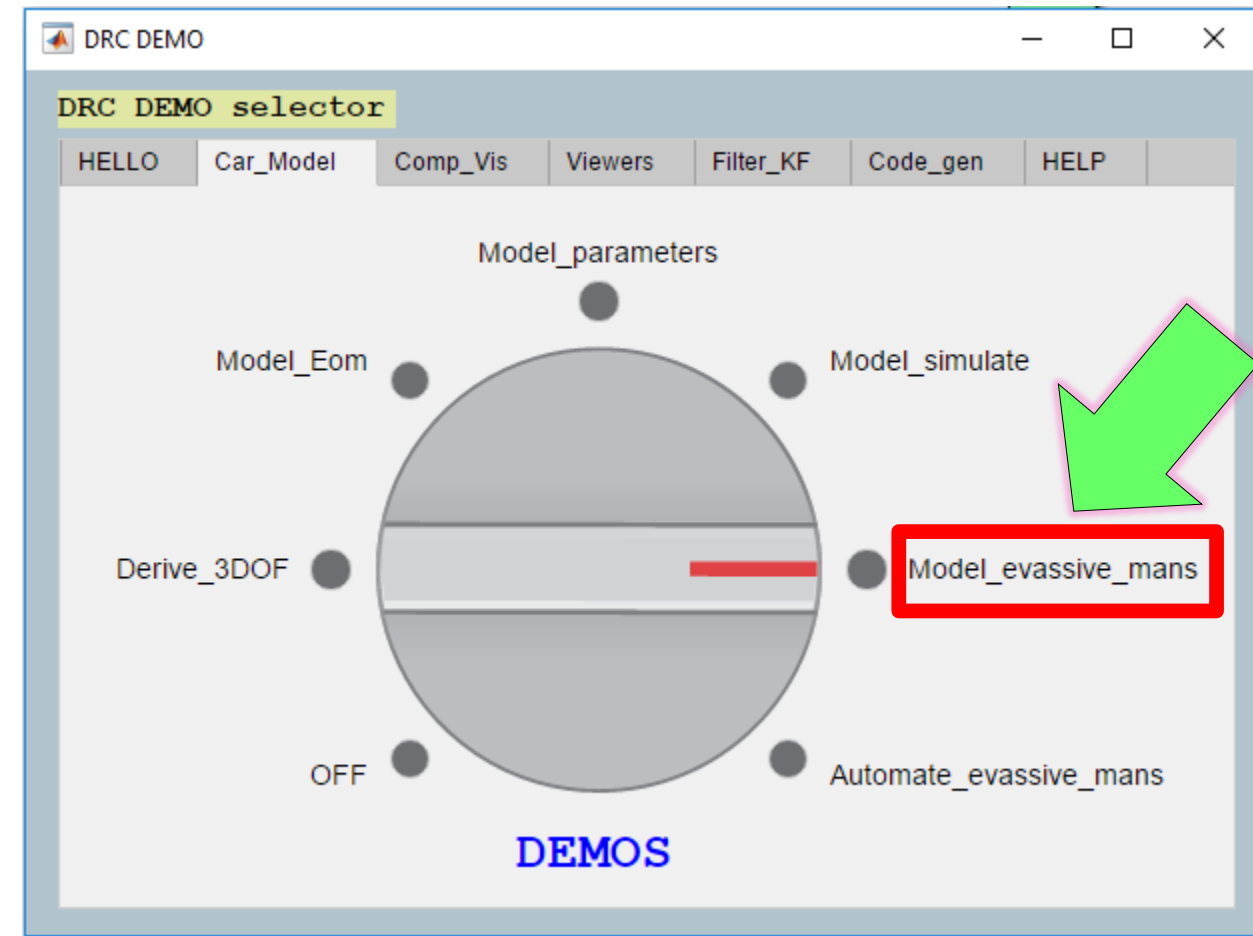 DRC DEMO
DRC DEMO selector
HELLO Car_Model Comp_Vis Viewers Filter_KF Code_gen HELP
Model_parameters
Model_Eom
Model_simulate
Derive_3DOF
Model_evassive_mans
OFF
Automate_evassive_mans
DEMOS